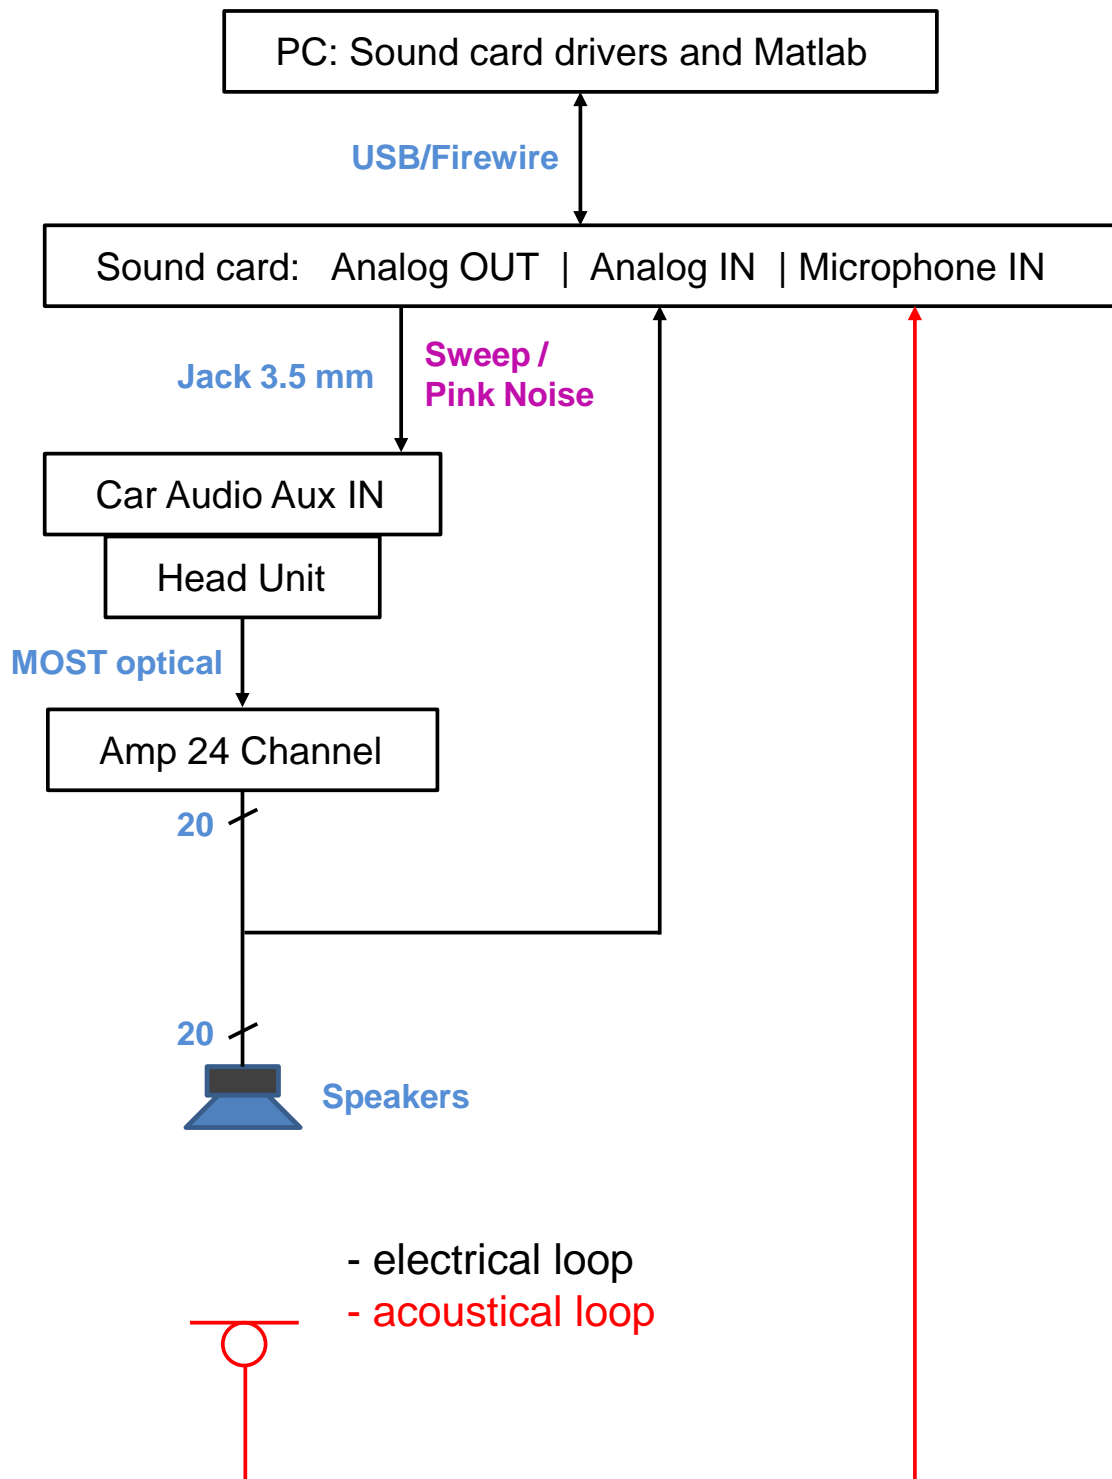 PC: Sound card drivers and Matlab
USB/Firewire
Sound card: Analog OUT | Analog IN | Microphone IN
Jack 3.5 mm
Sweep /
Pink Noise
Car Audio Aux IN
Head Unit
MOST optical
Amp 24 Channel
20
20
Speakers
- electrical loop
- acoustical loop